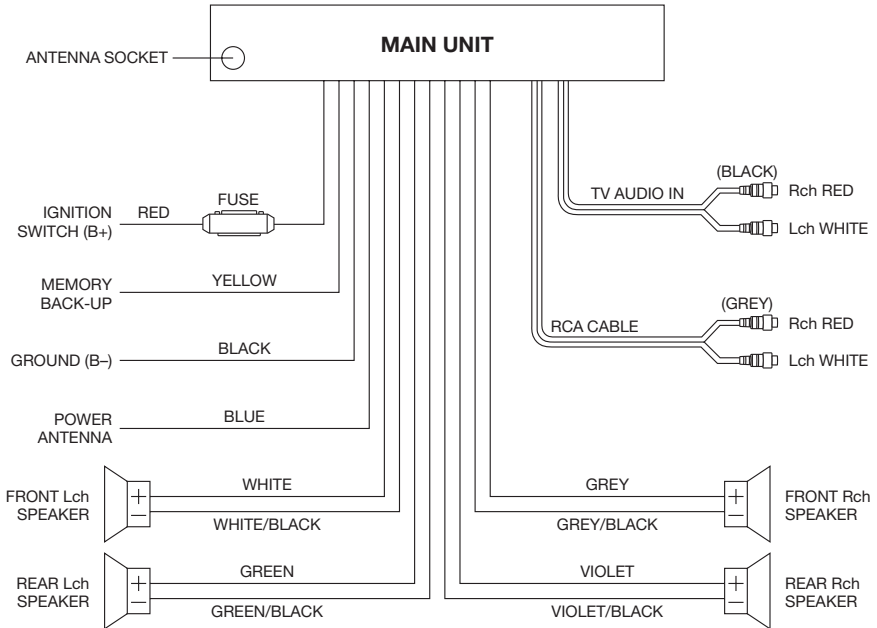 MAIN UNIT
ANTENNA SOCKET
(BLACK)
TV AUDIO IN
Rch RED
Lch WHITE
IGNITION
SWITCH (B+)
RED
FUSE
MEMORY
BACK-UP
YELLOW
(GREY)
RCA CABLE
Rch RED
Lch WHITE
GROUND (B–)
BLACK
POWER
ANTENNA
BLUE
FRONT Lch
SPEAKER
+
–
WHITE
WHITE/BLACK
GREY
GREY/BLACK
+
–
FRONT Rch
SPEAKER
REAR Lch
SPEAKER
+
–
GREEN
GREEN/BLACK
VIOLET
VIOLET/BLACK
+
–
REAR Rch
SPEAKER